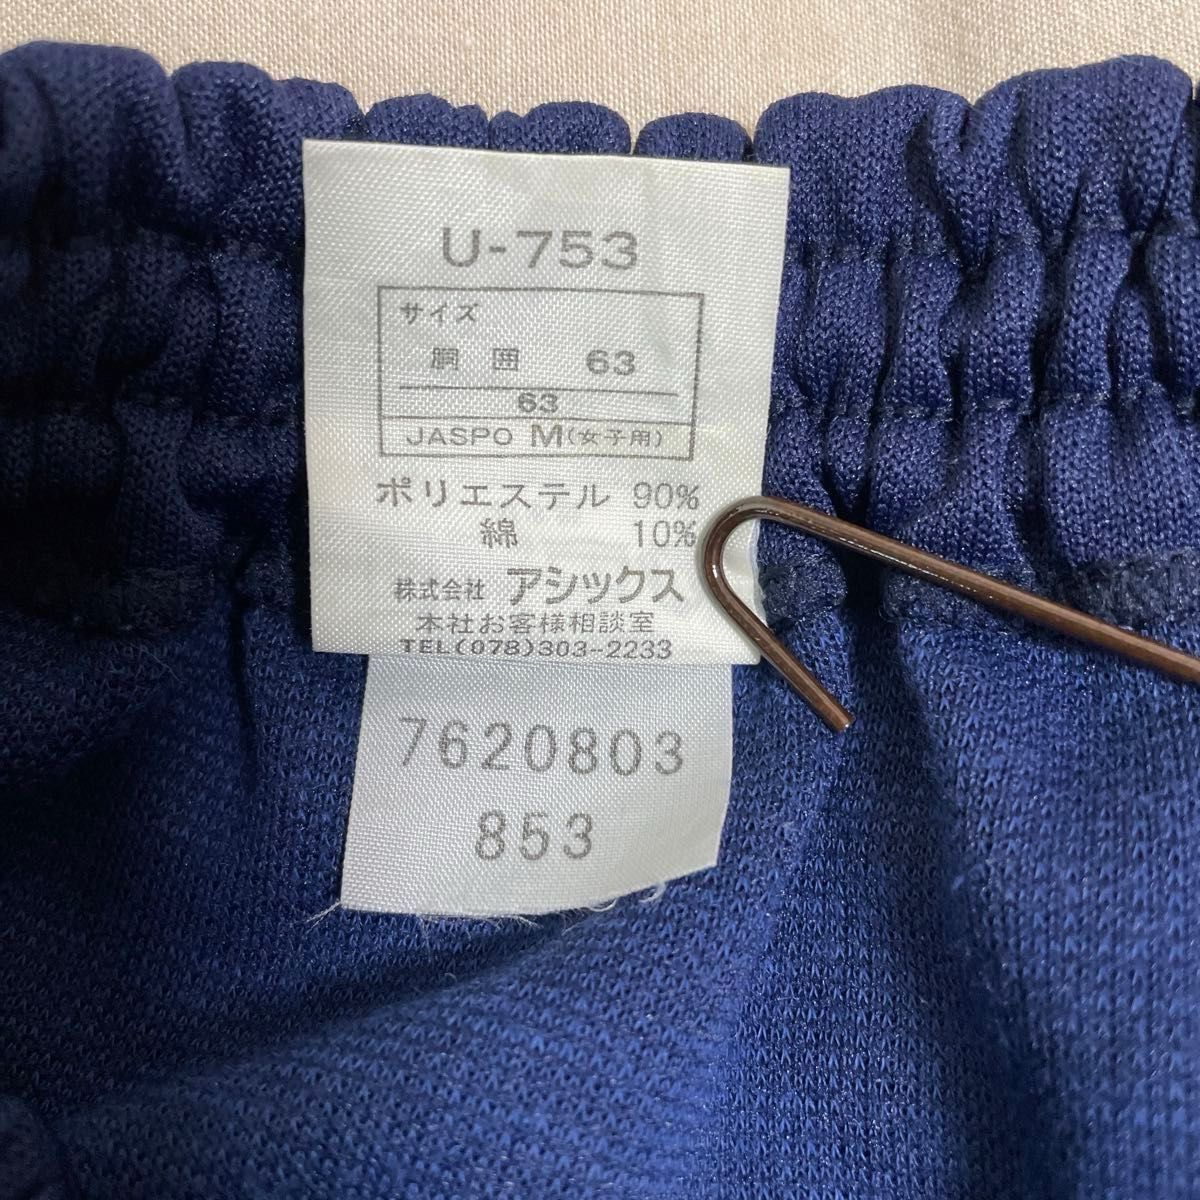 U-753
サイズ
胴囲 63
63
JASPO M(女子用)
ポリエステル 90%
綿 10%
株式会社 アシックス
本社お客様相談室
TEL(078)303-2233
7620803
853